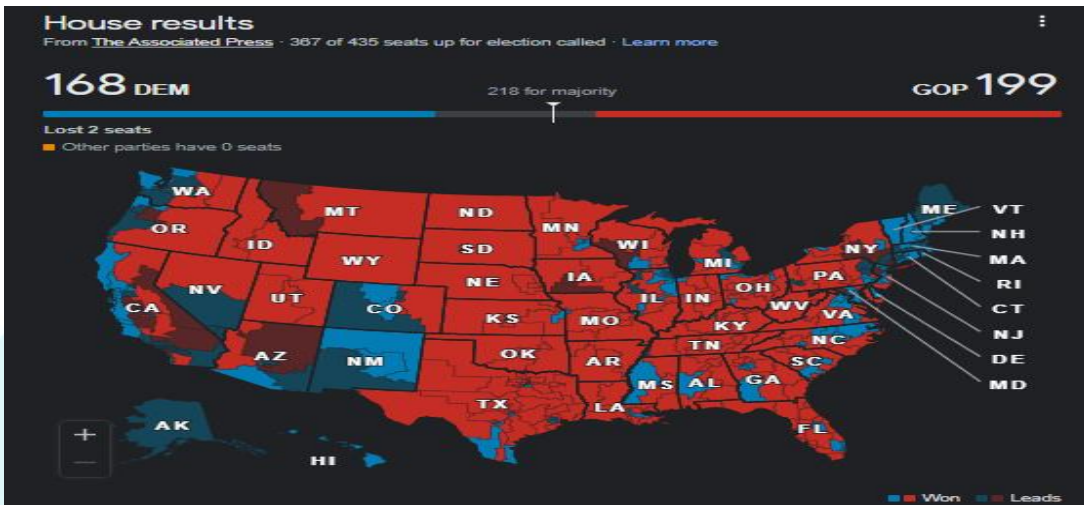 House results
From The Associated Press · 367 of 435 seats up for election called · Learn more
168 DEM
218 for majority
GOP 199
Lost 2 seats
Other parties have 0 seats
WA
MT
ND
MN
ME
VT
OR
ID
SD
WI
NY
NH
WY
MI
MA
NE
IA
PA
RI
NV
UT
CO
IL
IN
OH
WV
VA
CT
CA
KS
MO
KY
NJ
AZ
NM
OK
AR
TN
NC
DE
SC
MD
TX
LA
MS
AL
GA
FL
AK
HI
+
−
Won
Leads